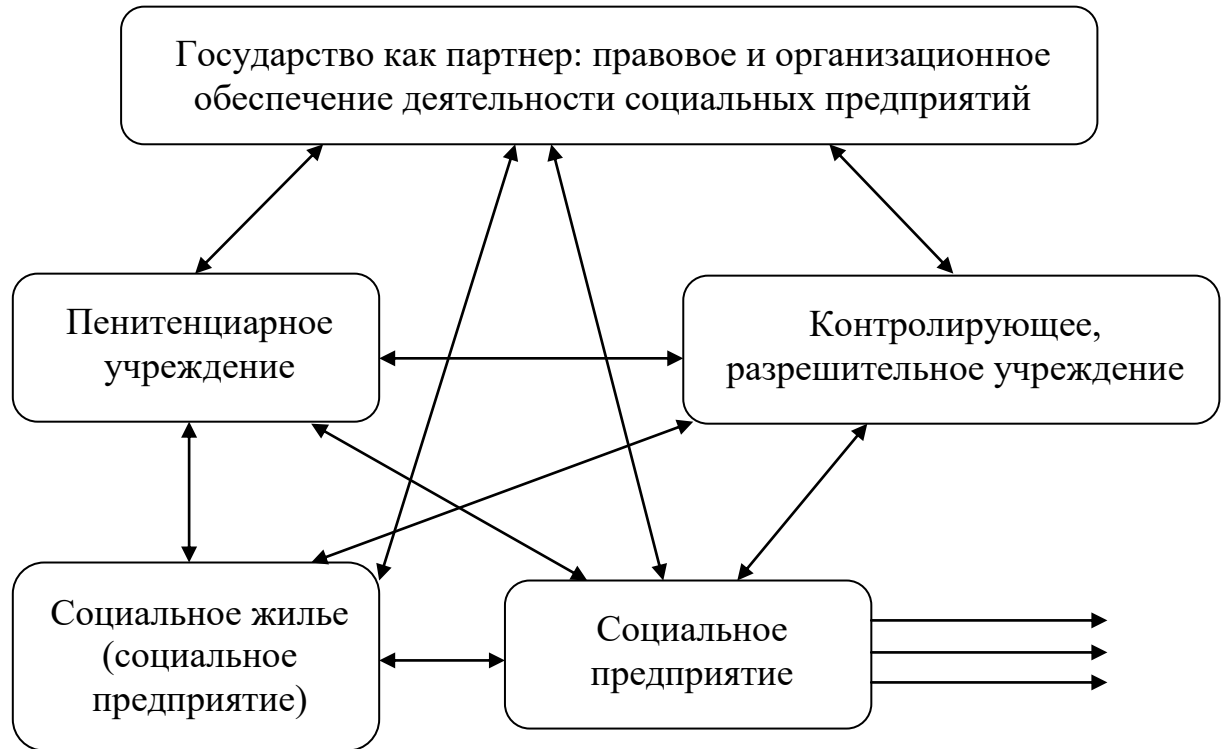 Государство как партнер: правовое и организационное
обеспечение деятельности социальных предприятий
Пенитенциарное
учреждение
Контролирующее,
разрешительное учреждение
Социальное жилье
(социальное
предприятие)
Социальное
предприятие